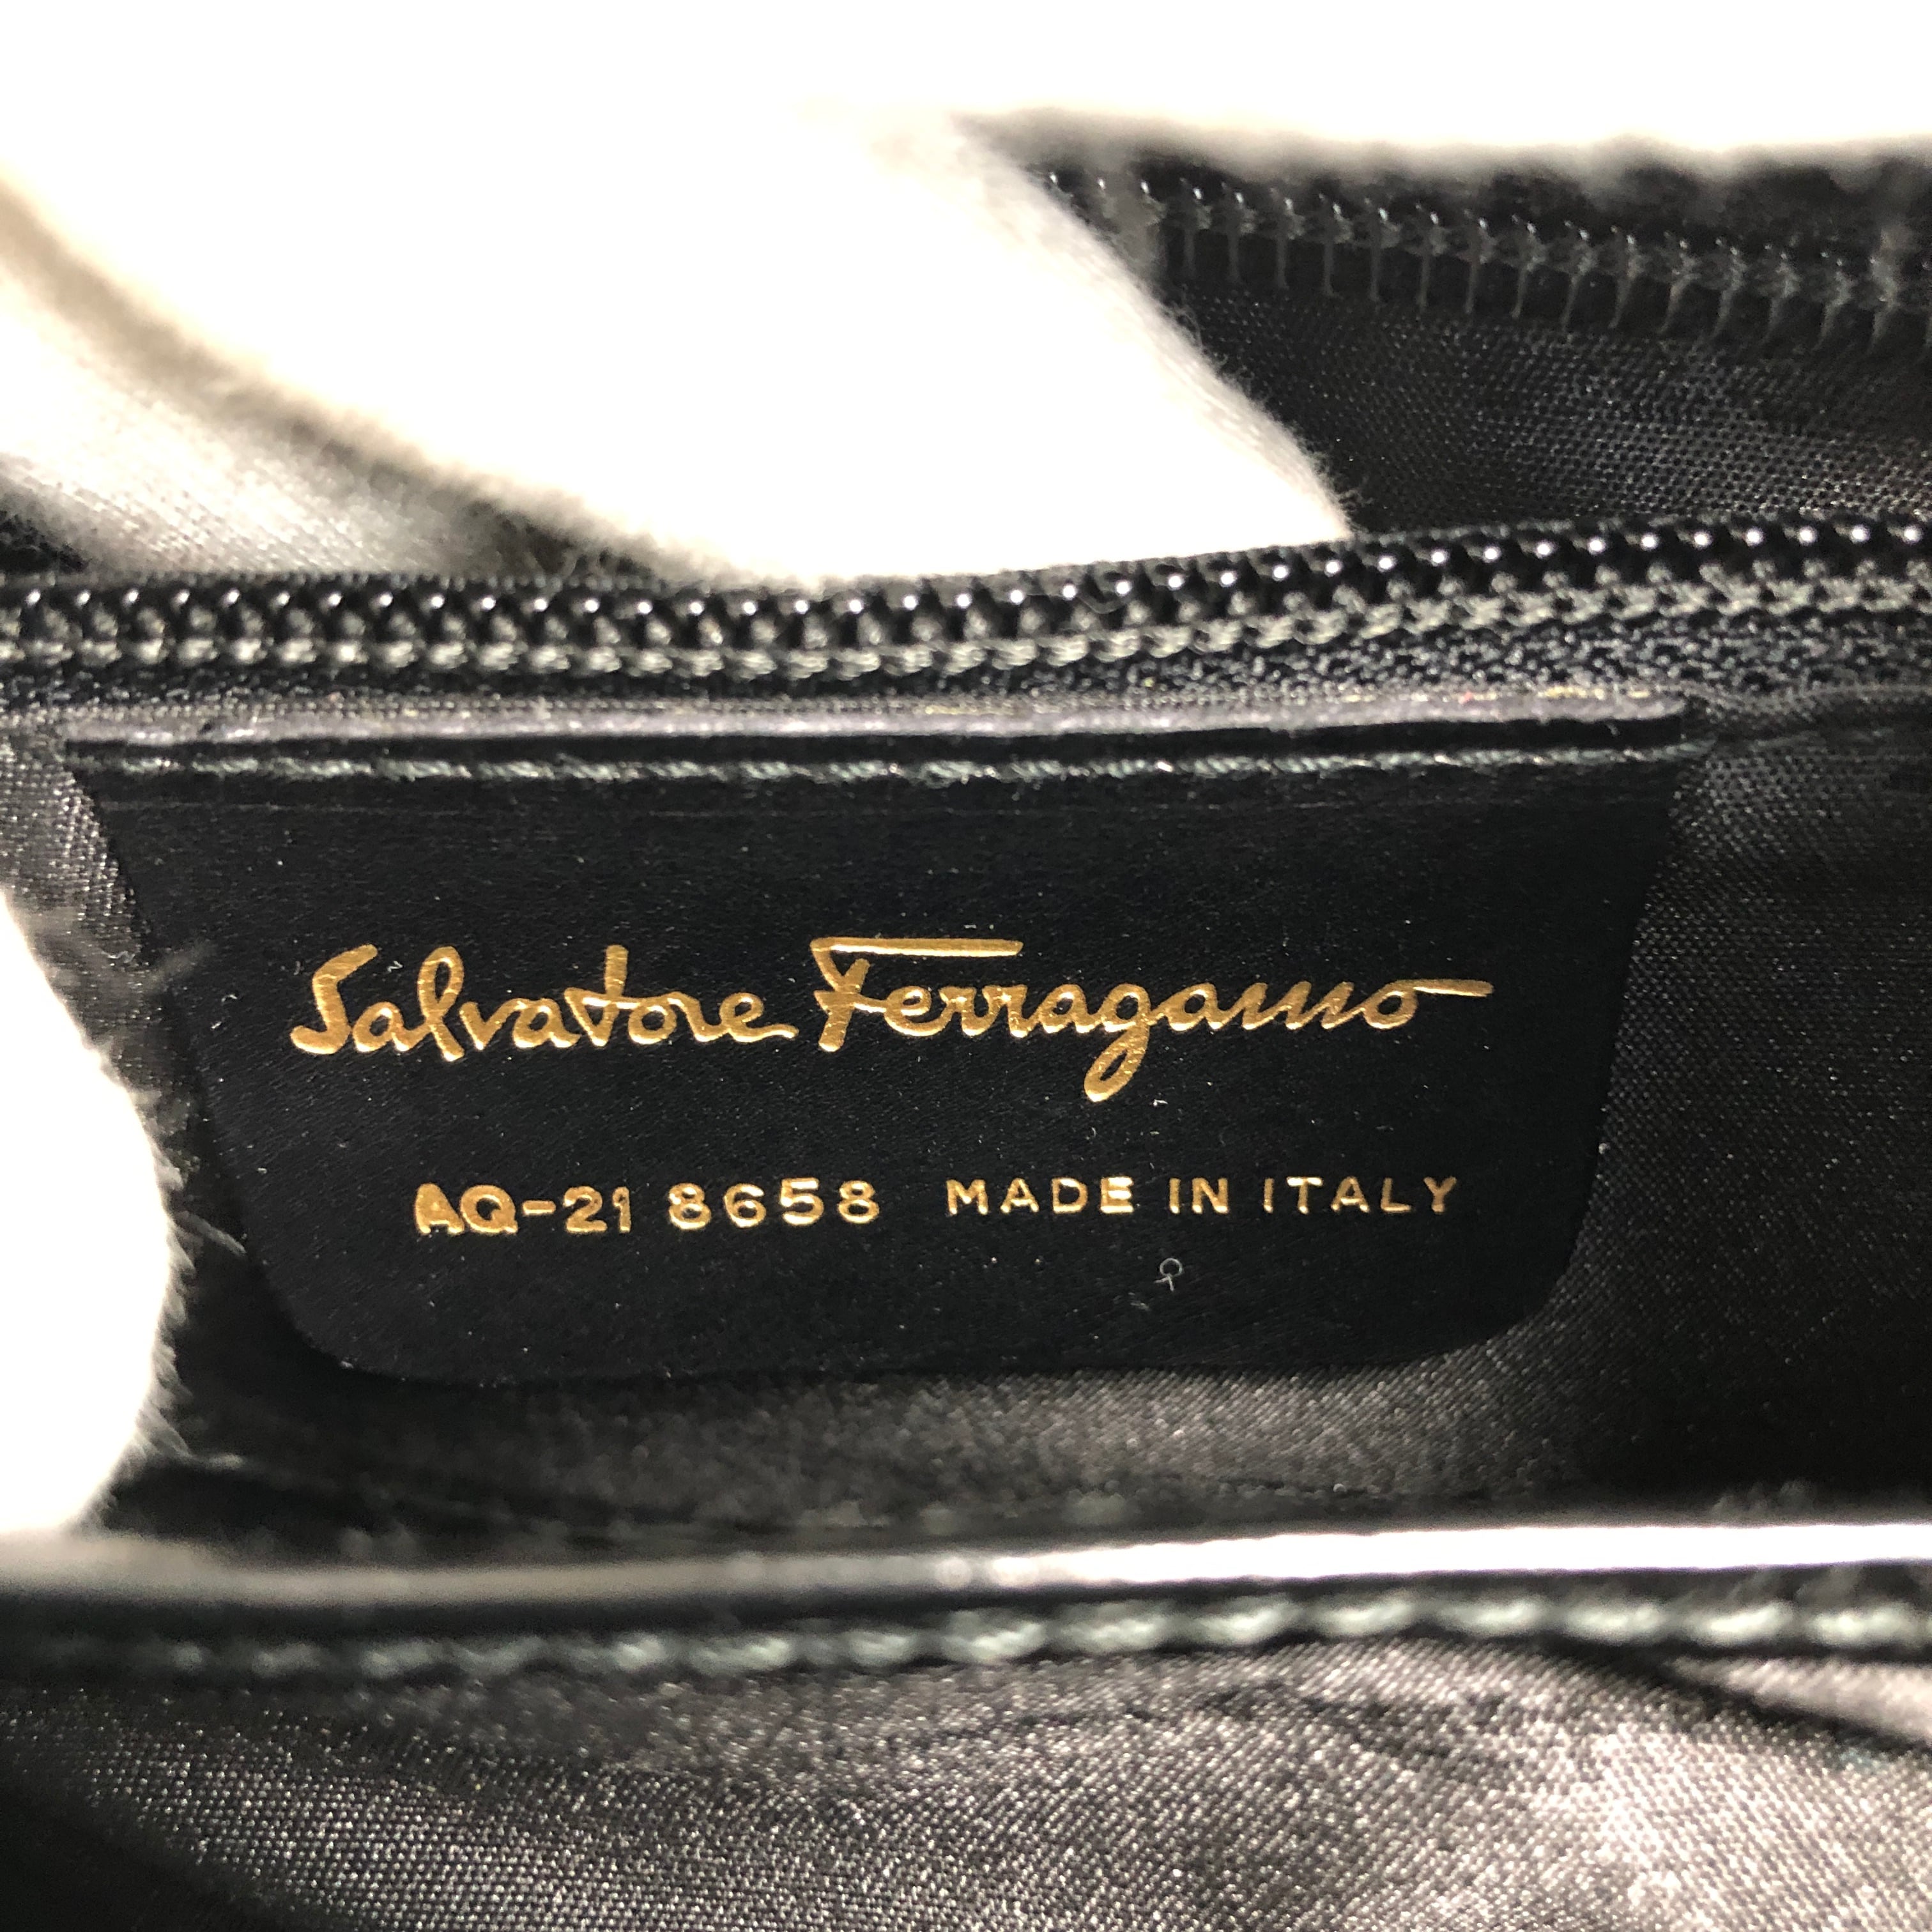 Salvatore Ferragamo
AQ-21 8658 MADE IN ITALY